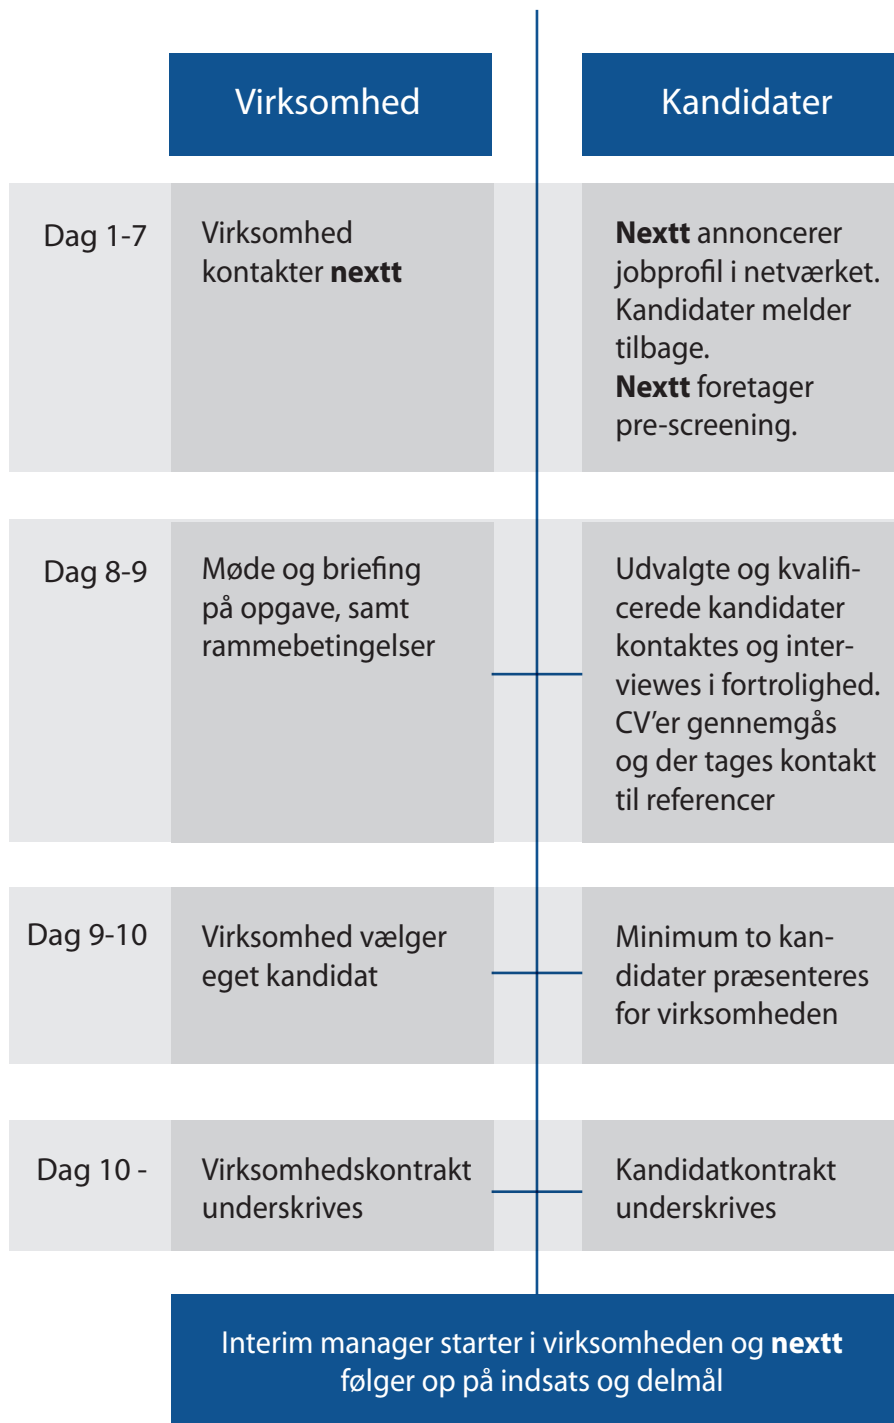 Virksomhed
Kandidater
Dag 1-7
Virksomhed
kontakter nextt
Nextt annoncerer
jobprofil i netværket.
Kandidater melder
tilbage.
Nextt foretager
pre-screening.
Dag 8-9
Møde og briefing
på opgave, samt
rammebetingelser
Udvalgte og kvalifi-
cerede kandidater
kontaktes og inter-
viewes i fortrolighed.
CV’er gennemgås
og der tages kontakt
til referencer
Dag 9-10
Virksomhed vælger
eget kandidat
Minimum to kan-
didater præsenteres
for virksomheden
Dag 10 -
Virksomhedskontrakt
underskrives
Kandidatkontrakt
underskrives
Interim manager starter i virksomheden og nextt
følger op på indsats og delmål